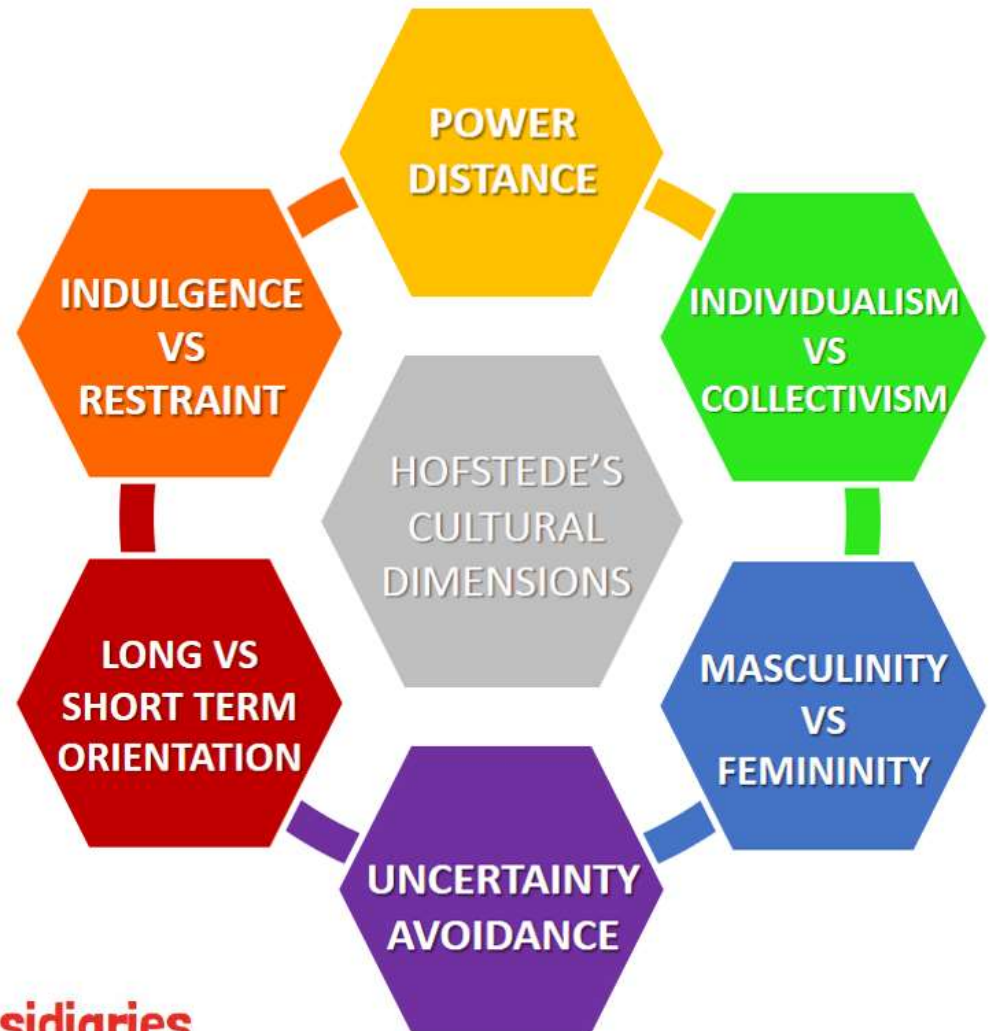 POWER
DISTANCE
INDIVIDUALISM
VS
COLLECTIVISM
MASCULINITY
VS
FEMININITY
UNCERTAINTY
AVOIDANCE
LONG VS
SHORT TERM
ORIENTATION
INDULGENCE
VS
RESTRAINT
HOFSTEDE’S
CULTURAL
DIMENSIONS